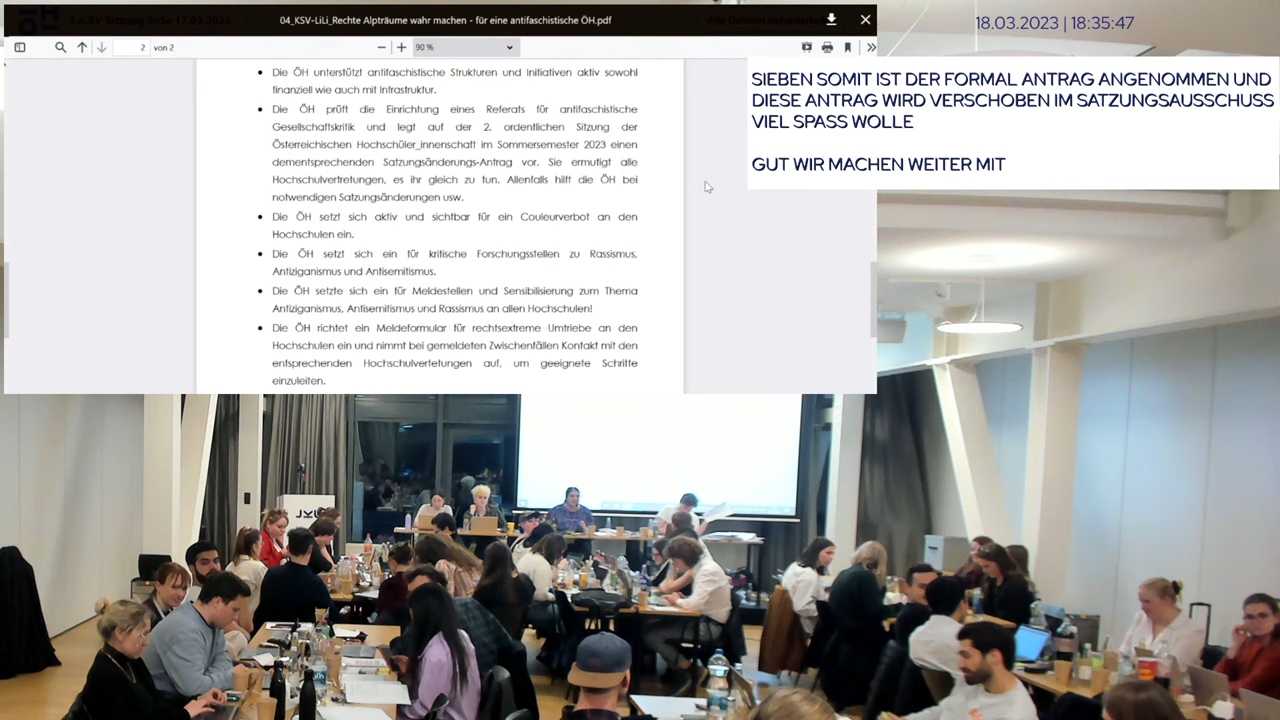 1 o.BV Sitzung SoSe 17.03.2023
04_KSV-LiLi_Rechte Alpträume wahr machen - für eine antifaschistische ÖH.pdf
18.03.2023 | 18:35:47
2 von 2
90 %
Die ÖH unterstützt antifaschistische Strukturen und Initiativen aktiv sowohl
finanziell wie auch mit Infrastruktur.
Die ÖH prüft die Einrichtung eines Referats für antifaschistische
Gesellschaftskritik und legt auf der 2. ordentlichen Sitzung der
Österreichischen Hochschüler_innenschaft im Sommersemester 2023 einen
dementsprechenden Satzungsänderungs-Antrag vor. Sie ermutigt alle
Hochschulvertretungen, es ihr gleich zu tun. Allenfalls hilft die ÖH bei
notwendigen Satzungsänderungen usw.
Die ÖH setzt sich aktiv und sichtbar für ein Couleurverbot an den
Hochschulen ein.
Die ÖH setzt sich ein für kritische Forschungsstellen zu Rassismus,
Antiziganismus und Antisemitismus.
Die ÖH setzte sich ein für Meldestellen und Sensibilisierung zum Thema
Antiziganismus, Antisemitismus und Rassismus an allen Hochschulen!
Die ÖH richtet ein Meldeformular für rechtsextreme Umtriebe an den
Hochschulen ein und nimmt bei gemeldeten Zwischenfällen Kontakt mit den
entsprechenden Hochschulvertetungen auf, um geeignete Schritte
einzuleiten.
SIEBEN SOMIT IST DER FORMAL ANTRAG ANGENOMMEN UND
DIESE ANTRAG WIRD VERSCHOBEN IM SATZUNGSAUSSCHUSS
VIEL SPASS WOLLE
GUT WIR MACHEN WEITER MIT
JKU